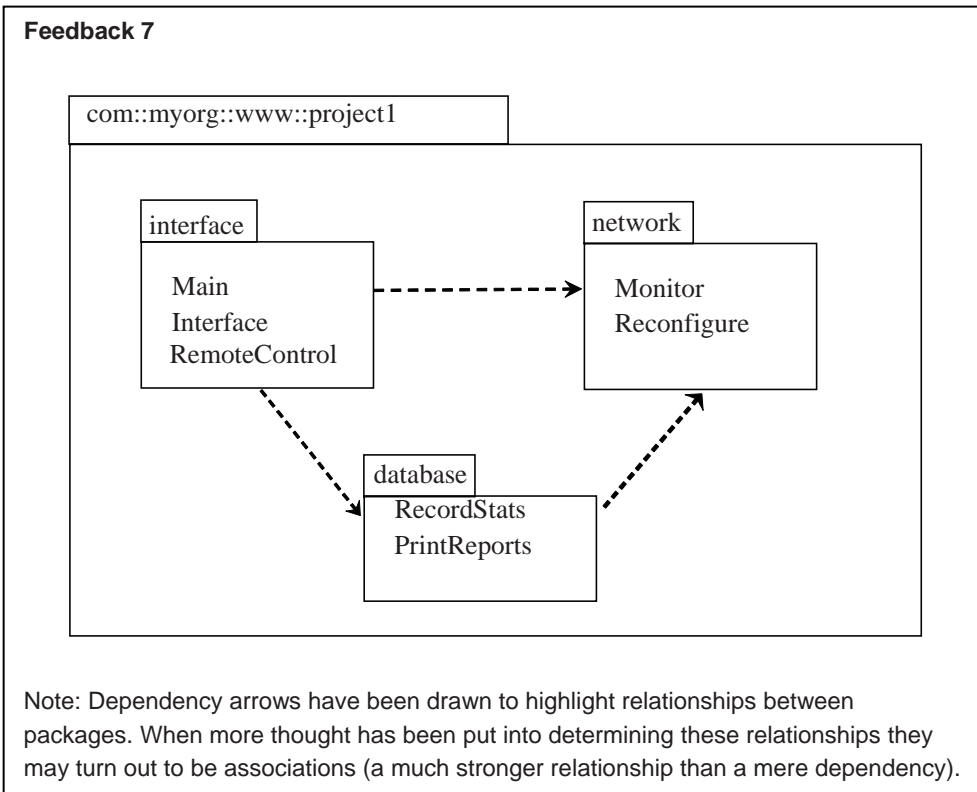 Feedback 7
com::myorg::www::project1
interface
Main
Interface
RemoteControl
network
Monitor
Reconfigure
database
RecordStats
PrintReports
Note: Dependency arrows have been drawn to highlight relationships between
packages. When more thought has been put into determining these relationships they
may turn out to be associations (a much stronger relationship than a mere dependency).